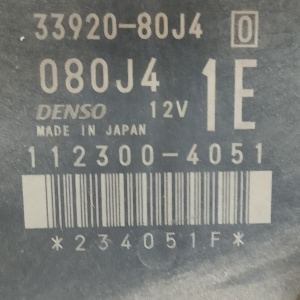 33920-80J4 0
080J4 1E
DENSO 12V
MADE IN JAPAN
112300-4051
*234051F*